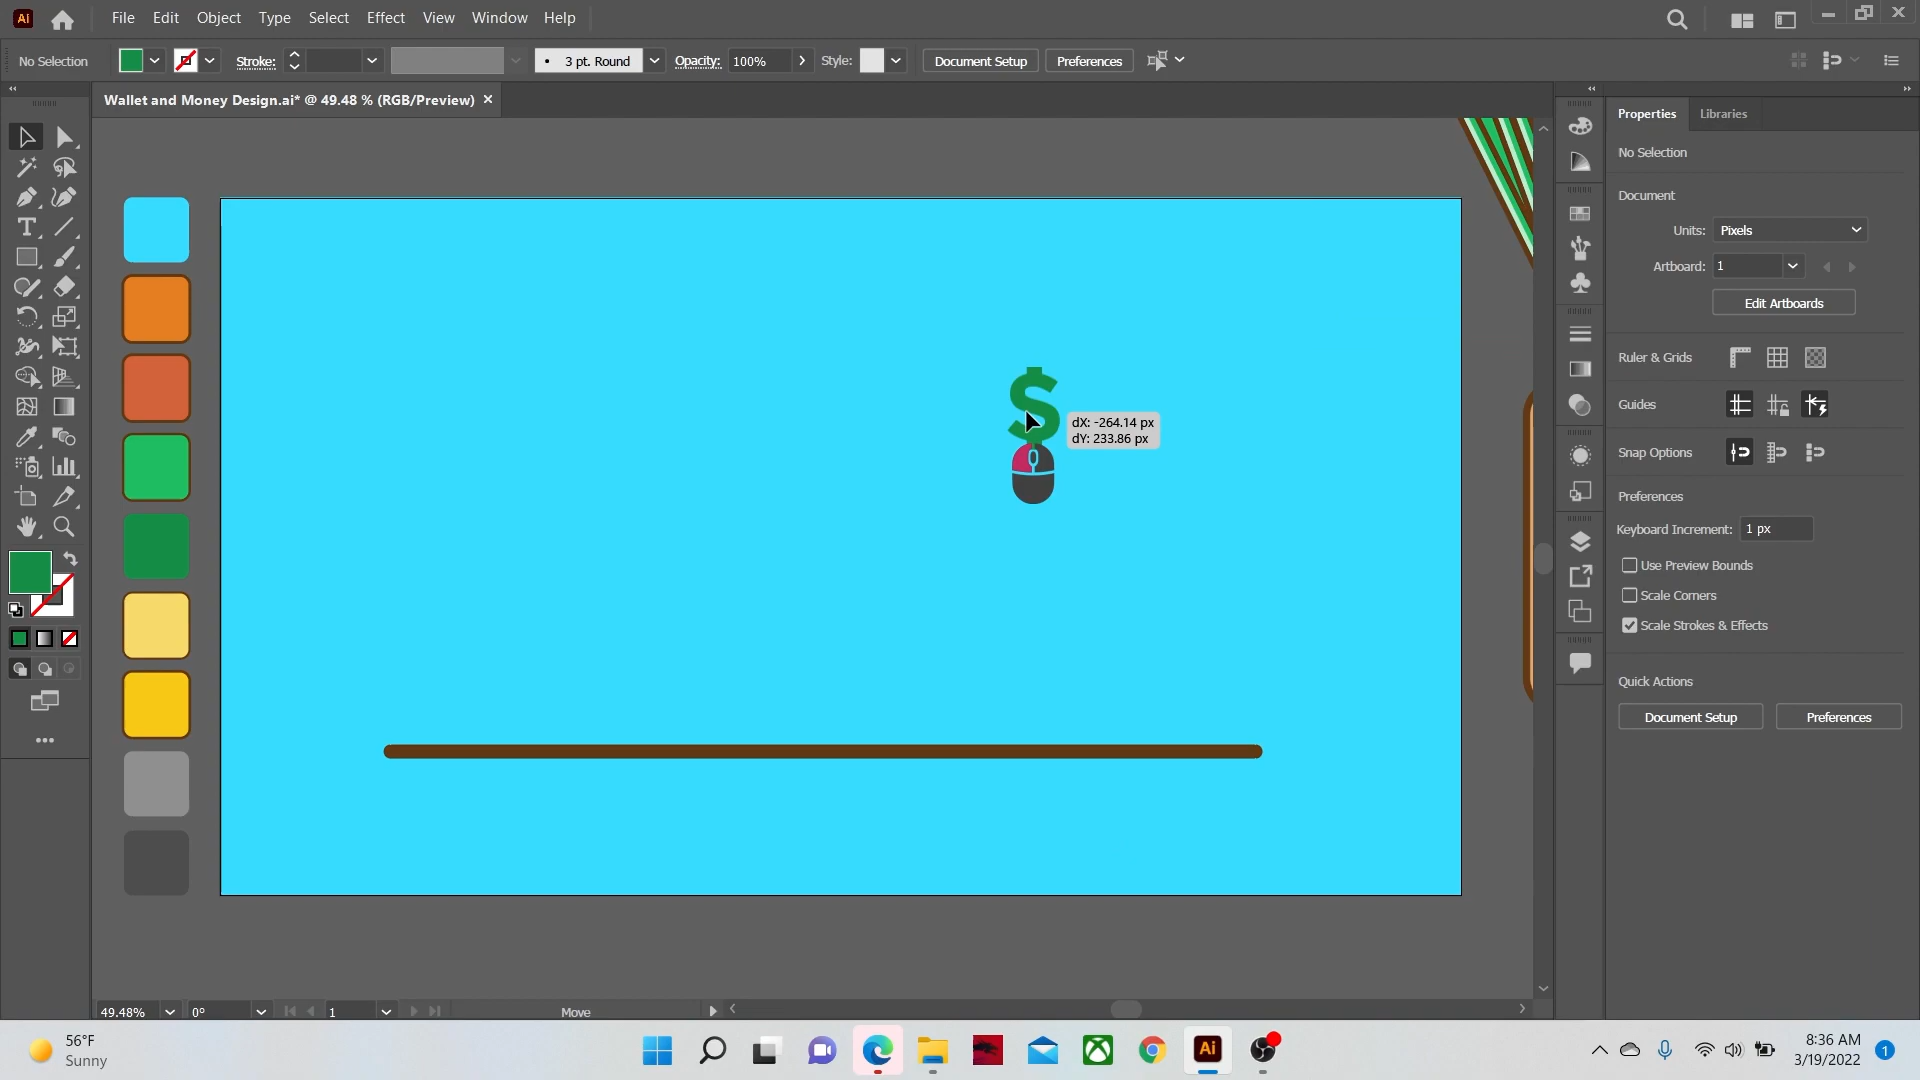 Ai File Edit Object Type Select Effect View Window Help
No Selection Stroke: 3 pt. Round Opacity: 100% Style: Document Setup Preferences
Wallet and Money Design.ai* @ 49.48 % (RGB/Preview) ×
Properties Libraries
No Selection
Document
Units: Pixels
Artboard: 1
Edit Artboards
Ruler & Grids
Guides
Snap Options
Preferences
Keyboard Increment: 1 px
Use Preview Bounds
Scale Corners
Scale Strokes & Effects
Quick Actions
Document Setup Preferences
$
dX: -264.14 px
dY: 233.86 px
T
49.48% 0° 1 Move
56°F
Sunny
Ai
8:36 AM
3/19/2022
1